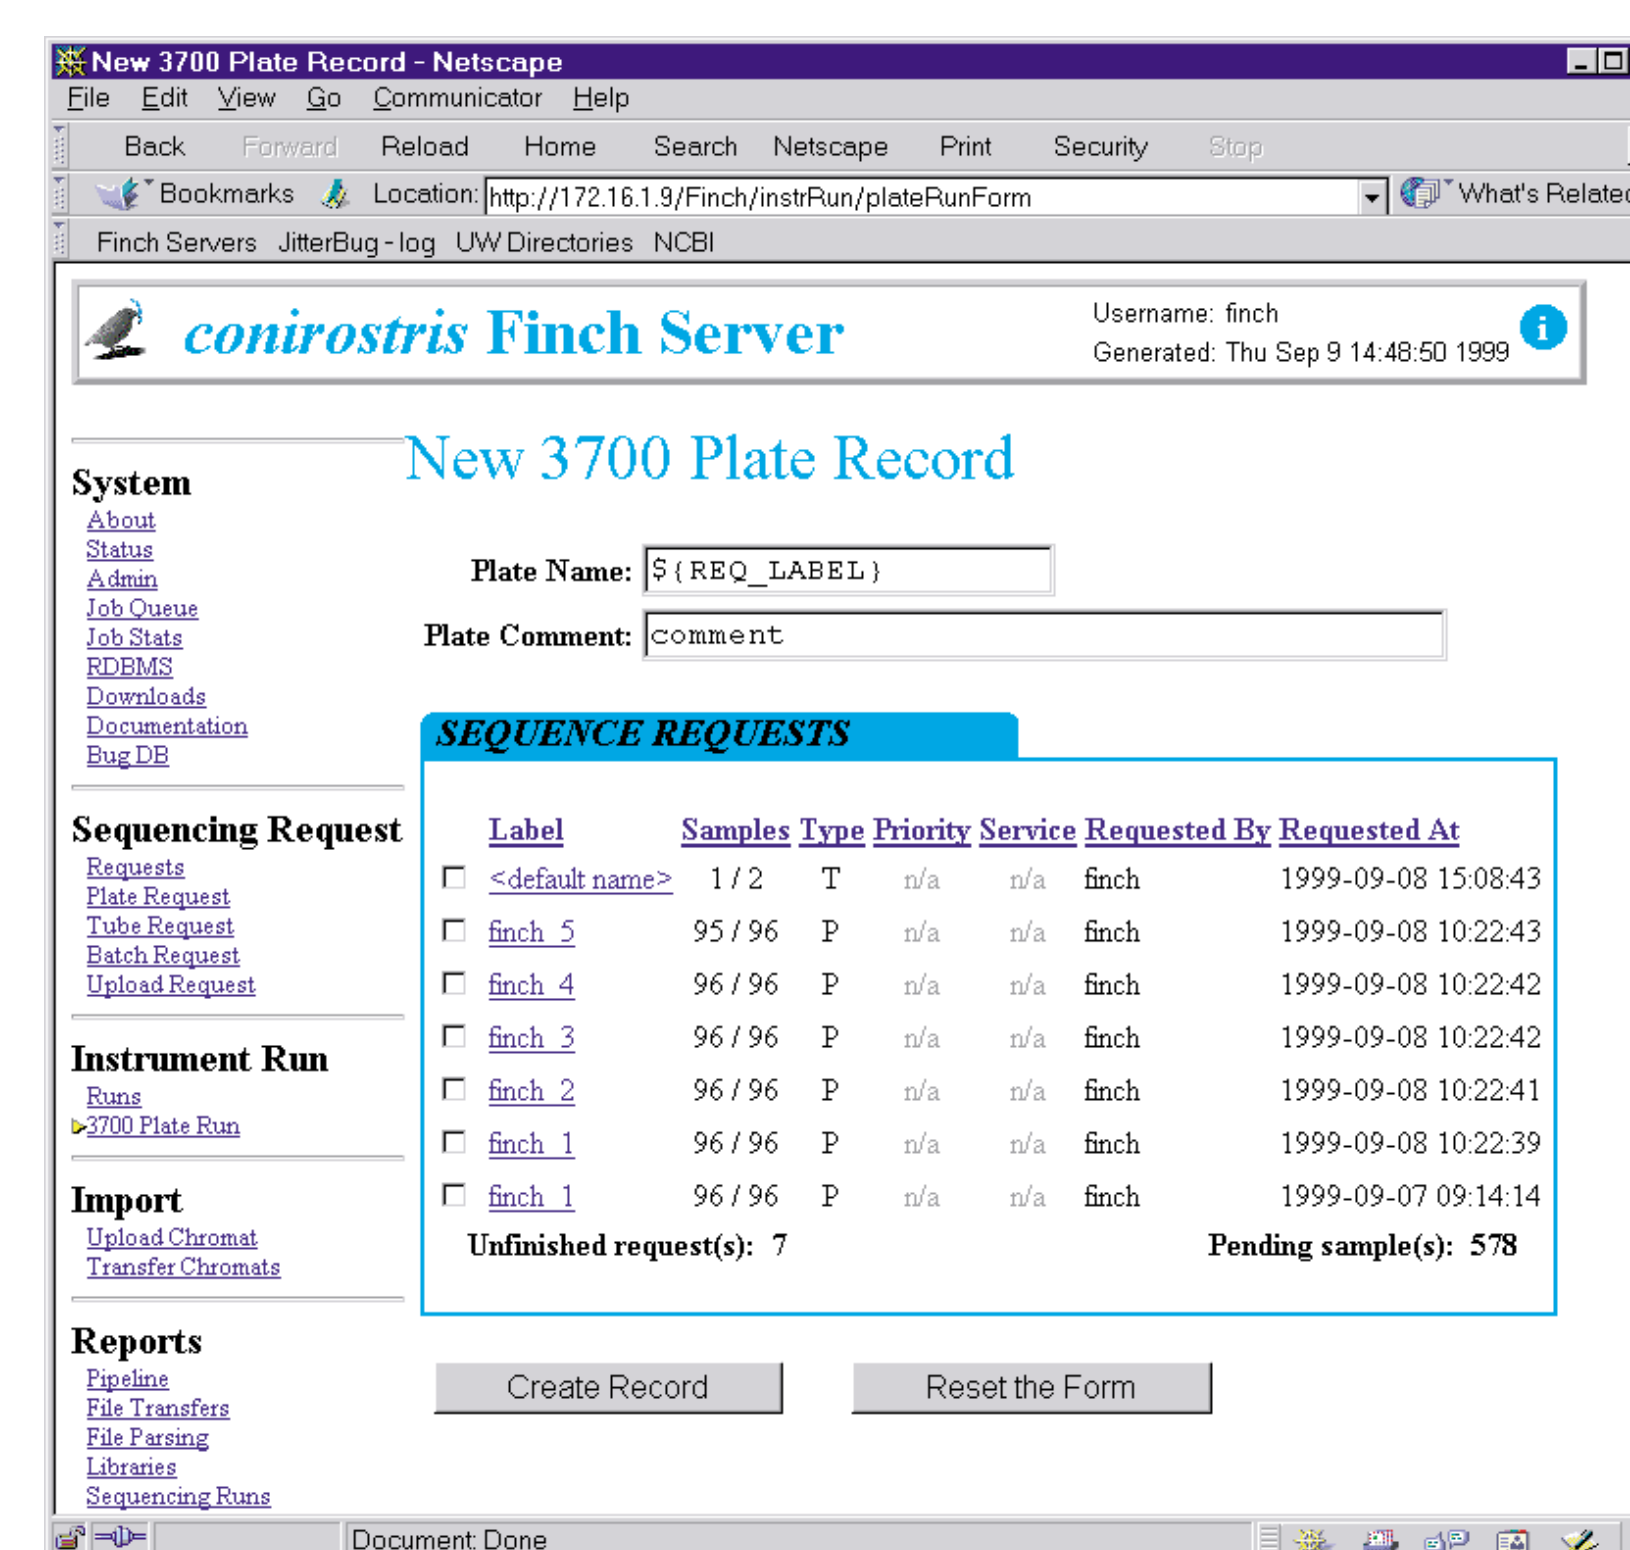 New 3700 Plate Record - Netscape
File Edit View Go Communicator Help
Back Forward Reload Home Search Netscape Print Security Stop
Bookmarks Location: http://172.16.1.9/Finch/instrRun/plateRunForm What's Related
Finch Servers JitterBug - log UW Directories NCBI
conirostris Finch Server
Username: finch
Generated: Thu Sep 9 14:48:50 1999
i
System
About
Status
Admin
Job Queue
Job Stats
RDBMS
Downloads
Documentation
Bug DB
Sequencing Request
Requests
Plate Request
Tube Request
Batch Request
Upload Request
Instrument Run
Runs
3700 Plate Run
Import
Upload Chromat
Transfer Chromats
Reports
Pipeline
File Transfers
File Parsing
Libraries
Sequencing Runs
New 3700 Plate Record
Plate Name: ${REQ_LABEL}
Plate Comment: comment
SEQUENCE REQUESTS
Label Samples Type Priority Service Requested By Requested At
<default name> 1 / 2 T n/a n/a finch 1999-09-08 15:08:43
finch_5 95 / 96 P n/a n/a finch 1999-09-08 10:22:43
finch_4 96 / 96 P n/a n/a finch 1999-09-08 10:22:42
finch_3 96 / 96 P n/a n/a finch 1999-09-08 10:22:42
finch_2 96 / 96 P n/a n/a finch 1999-09-08 10:22:41
finch_1 96 / 96 P n/a n/a finch 1999-09-08 10:22:39
finch_1 96 / 96 P n/a n/a finch 1999-09-07 09:14:14
Unfinished request(s): 7 Pending sample(s): 578
Create Record Reset the Form
Document: Done